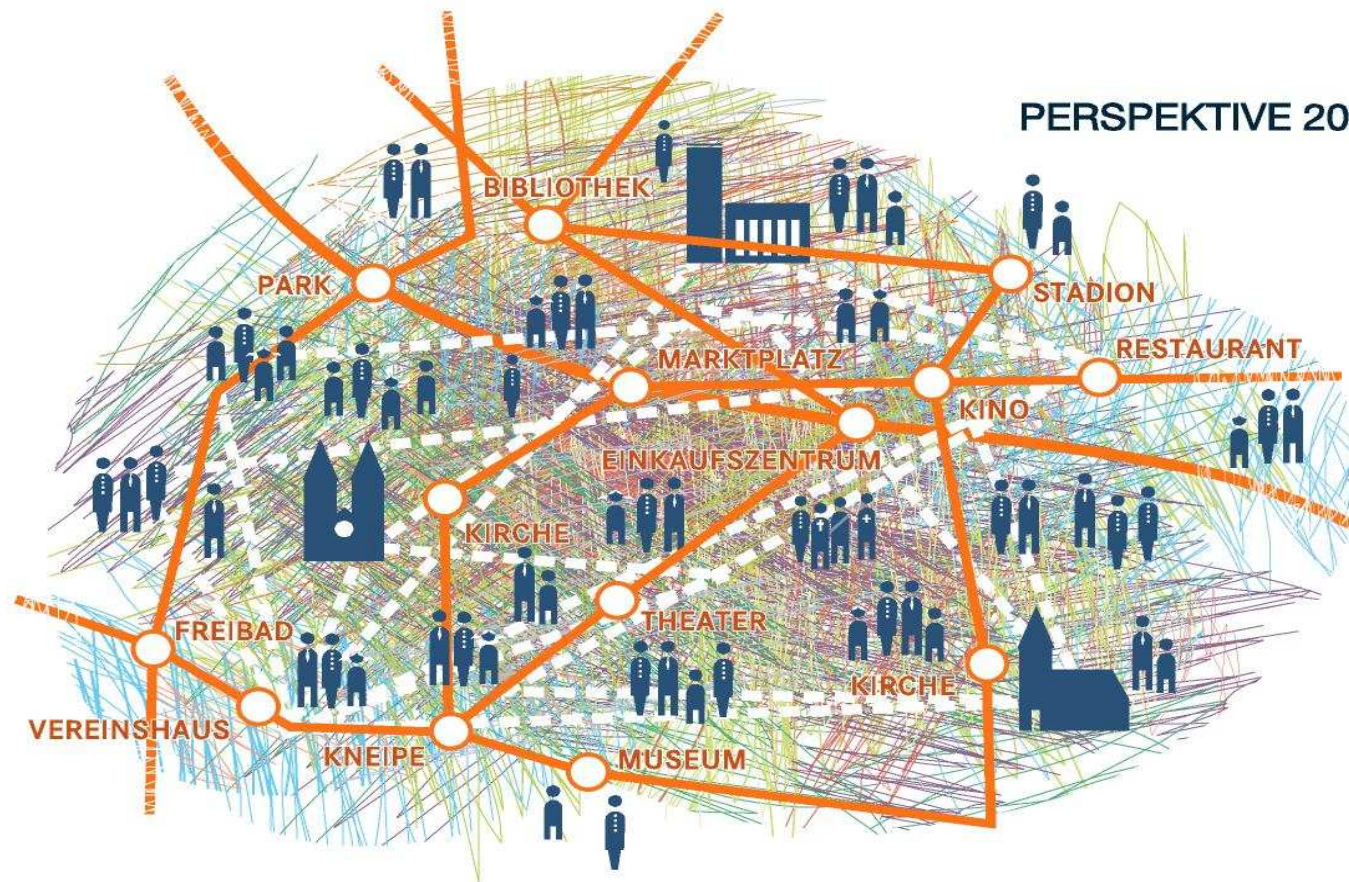 PERSPEKTIVE 20
BIBLIOTHEK
PARK
STADION
RESTAURANT
MARKTPLATZ
KINO
EINKAUFSZENTRUM
KIRCHE
THEATER
FREIBAD
KIRCHE
VEREINSHAUS
KNEIPE
MUSEUM